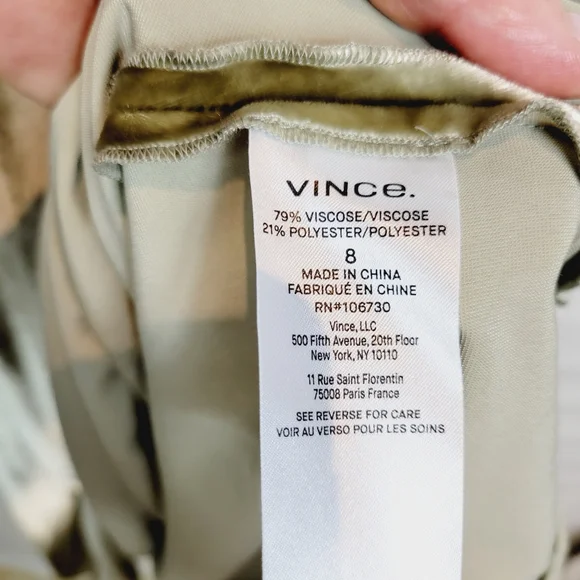 VINCe.
79% VISCOSE/VISCOSE
21% POLYESTER/POLYESTER
8
MADE IN CHINA
FABRIQUÉ EN CHINE
RN#106730
Vince, LLC
500 Fifth Avenue, 20th Floor
New York, NY 10110
11 Rue Saint Florentin
75008 Paris France
SEE REVERSE FOR CARE
VOIR AU VERSO POUR LES SOINS